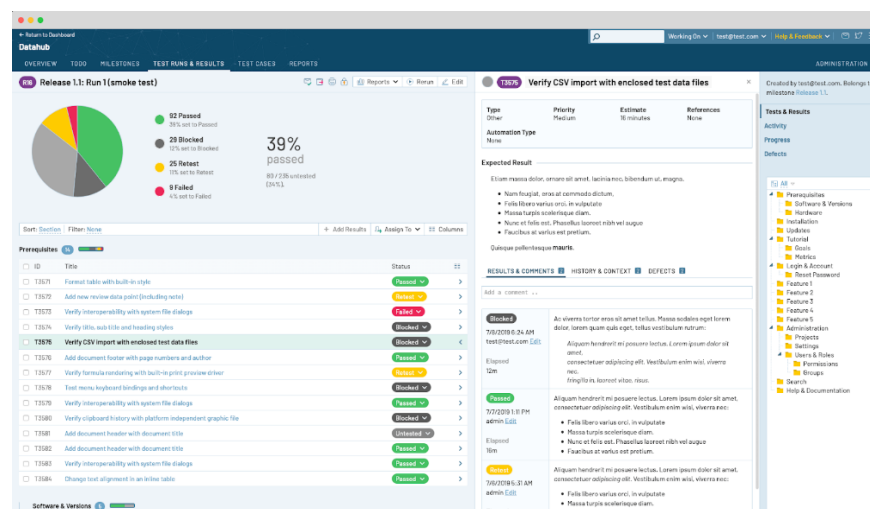 ← Return to Dashboard
Datahub
Working On
test@test.com
Help & Feedback
OVERVIEW TODO MILESTONES TEST RUNS & RESULTS TEST CASES REPORTS
ADMINISTRATION
R16 Release 1.1: Run 1 (smoke test)
Reports Rerun Edit
92 Passed
39% set to Passed
29 Blocked
12% set to Blocked
25 Retest
11% set to Retest
9 Failed
4% set to Failed
39%
passed
80 / 235 untested
(34%).
Sort: Section Filter: None
+ Add Results Assign To Columns
Prerequisites 14
ID Title Status
T3571 Format table with built-in style Passed
T3572 Add new review data point (including note) Retest
T3573 Verify interoperability with system file dialogs Failed
T3574 Verify title, sub title and heading styles Blocked
T3575 Verify CSV import with enclosed test data files Blocked
T3576 Add document footer with page numbers and author Passed
T3577 Verify formula rendering with built-in print preview driver Retest
T3578 Test menu keyboard bindings and shortcuts Blocked
T3579 Verify interoperability with system file dialogs Passed
T3580 Verify clipboard history with platform independent graphic file Blocked
T3581 Add document header with document title Untested
T3582 Add document header with document title Passed
T3583 Verify interoperability with system file dialogs Passed
T3584 Change text alignment in an inline table Passed
Software & Versions
T3575 Verify CSV import with enclosed test data files ×
Type Priority Estimate References
Other Medium 16 minutes None
Automation Type
None
Expected Result
Etiam massa dolor, ornare sit amet, lacinia nec, bibendum ut, magna.
• Nam feugiat, eros at commodo dictum,
• Felis libero varius orci, in vulputate
• Massa turpis scelerisque diam.
• Nunc et felis est. Phasellus laoreet nibh vel augue
• Faucibus at varius est pretium.
Quisque pellentesque mauris.
RESULTS & COMMENTS HISTORY & CONTEXT DEFECTS
Add a comment ..
Blocked
7/8/2019 6:24 AM
test@test.com Edit
Elapsed
12m
Ac viverra tortor eros sit amet tellus. Massa sodales eget lorem
dolor, lorem quam quis eget, tellus vestibulum rutrum:
Aliquam hendrerit mi posuere lectus. Lorem ipsum dolor sit
amet,
consectetuer adipiscing elit. Vestibulum enim wisi, viverra
nec,
fringilla in, laoreet vitae, risus.
Passed
7/7/2019 1:11 PM
admin Edit
Elapsed
16m
Aliquam hendrerit mi posuere lectus. Lorem ipsum dolor sit amet,
consectetuer adipiscing elit. Vestibulum enim wisi, viverra nec:
• Felis libero varius orci, in vulputate
• Massa turpis scelerisque diam.
• Nunc et felis est. Phasellus laoreet nibh vel augue
• Faucibus at varius est pretium.
Retest
7/6/2019 5:31 AM
admin Edit
Aliquam hendrerit mi posuere lectus. Lorem ipsum dolor sit amet,
consectetuer adipiscing elit. Vestibulum enim wisi, viverra nec:
• Felis libero varius orci, in vulputate
• Massa turpis scelerisque diam.
Created by test@test.com. Belongs t
milestone Release 1.1.
Tests & Results
Activity
Progress
Defects
All
Prerequisites
Software & Versions
Hardware
Installation
Updates
Tutorial
Goals
Metrics
Login & Account
Reset Password
Feature 1
Feature 2
Feature 3
Feature 4
Feature 5
Administration
Projects
Settings
Users & Roles
Permissions
Groups
Search
Help & Documentation